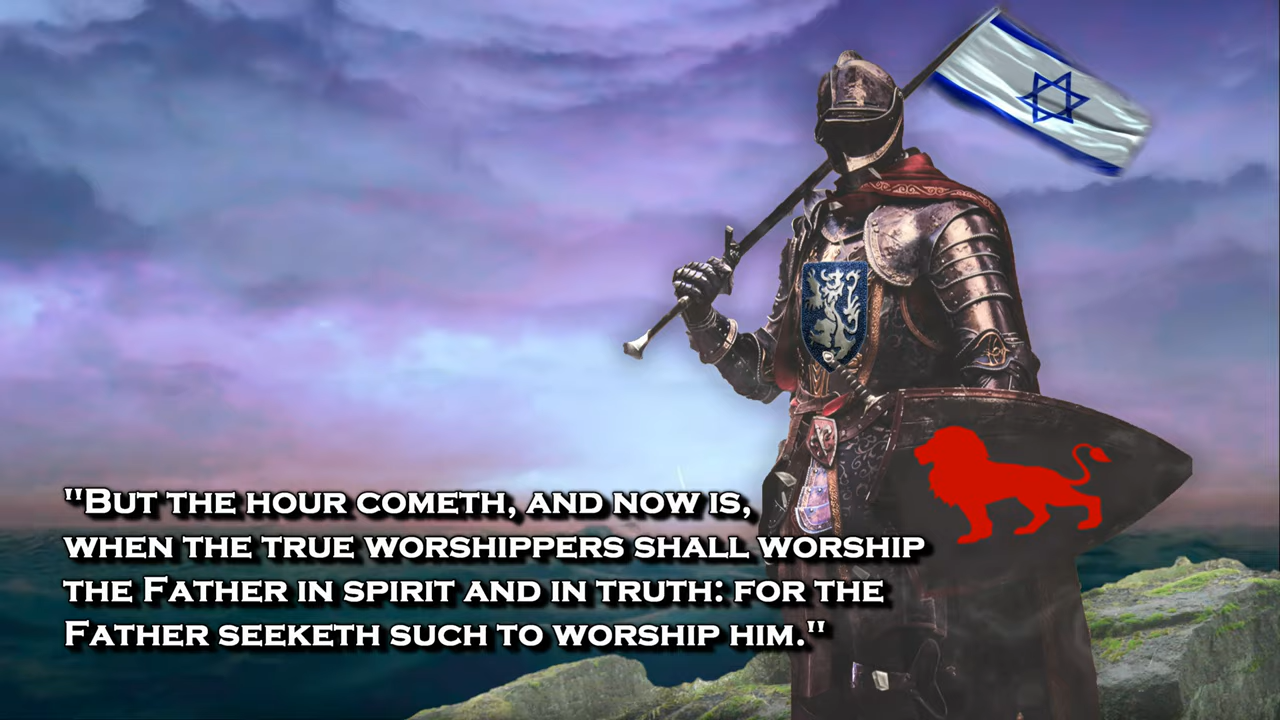 "But the hour cometh, and now is,
when the true worshippers shall worship
the Father in spirit and in truth: for the
Father seeketh such to worship him."